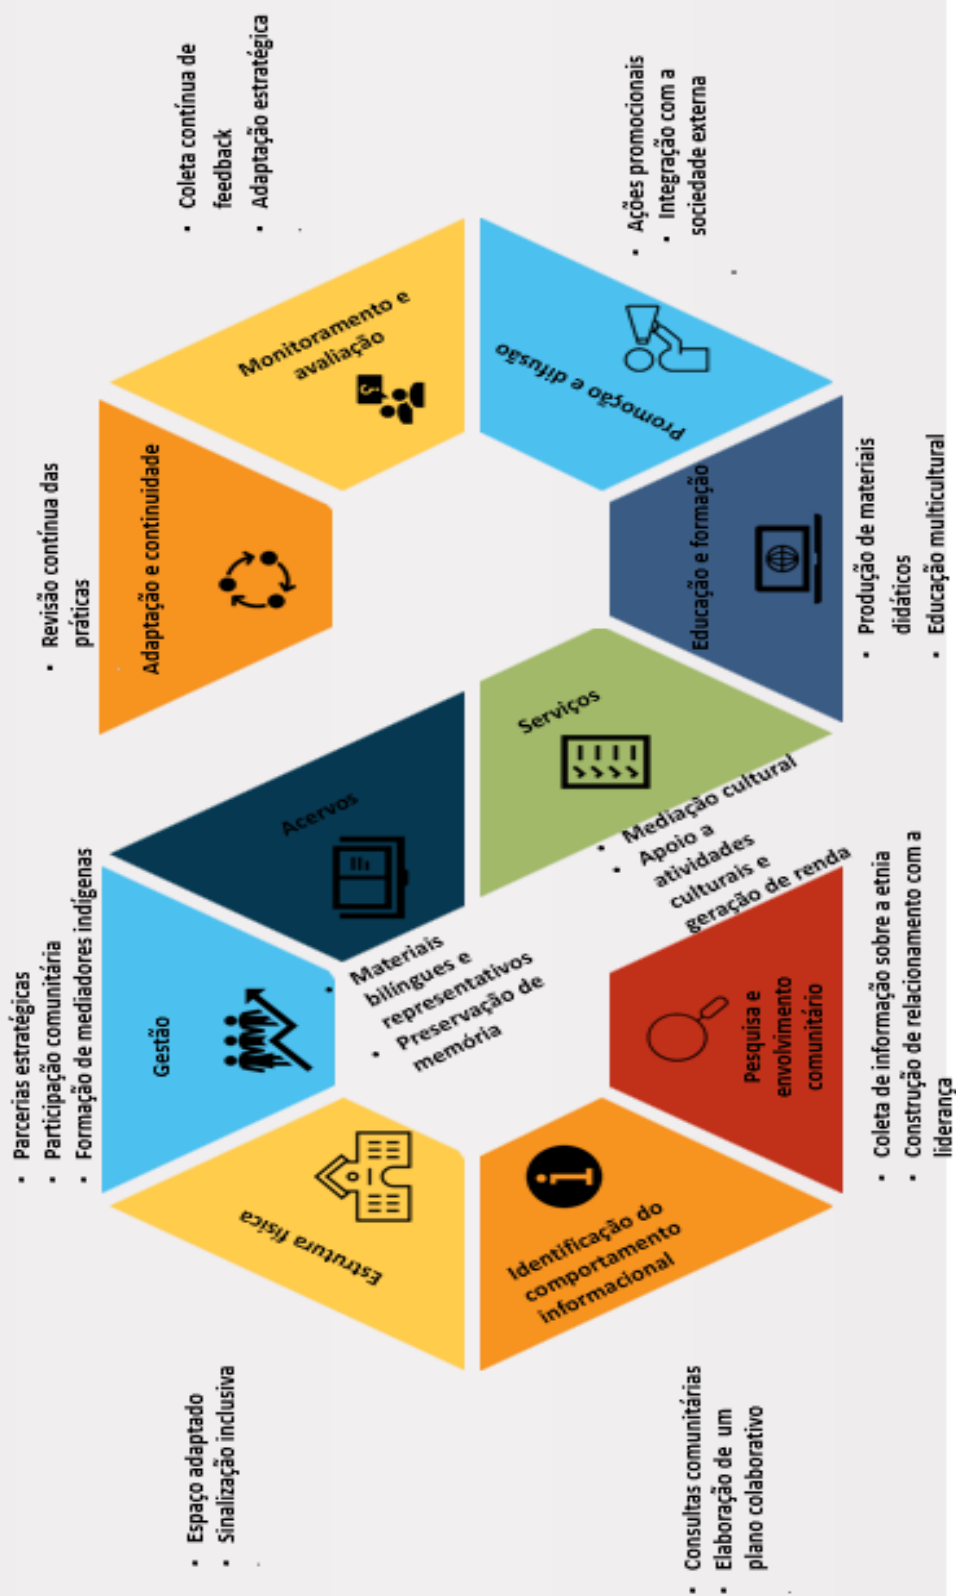 • Parcerias estratégicas
• Participação comunitária
• Formação de mediadores indígenas
Gestão
• Espaço adaptado
• Sinalização inclusiva
Estrutura física
• Materiais
bilíngues e
representativos
• Preservação de
memória
Acervos
• Revisão contínua das
práticas
Adaptação e continuidade
• Coleta contínua de
feedback
• Adaptação estratégica
Monitoramento e
avaliação
• Consultas comunitárias
• Elaboração de um
plano colaborativo
Identificação do
comportamento
informacional
Pesquisa e
envolvimento
comunitário
• Coleta de informação sobre a etnia
• Construção de relacionamento com a
liderança
Serviços
• Mediação cultural
• Apoio a
atividades
culturais e
geração de renda
Educação e formação
• Produção de materiais
didáticos
• Educação multicultural
Promoção e difusão
• Ações promocionais
• Integração com a
sociedade externa